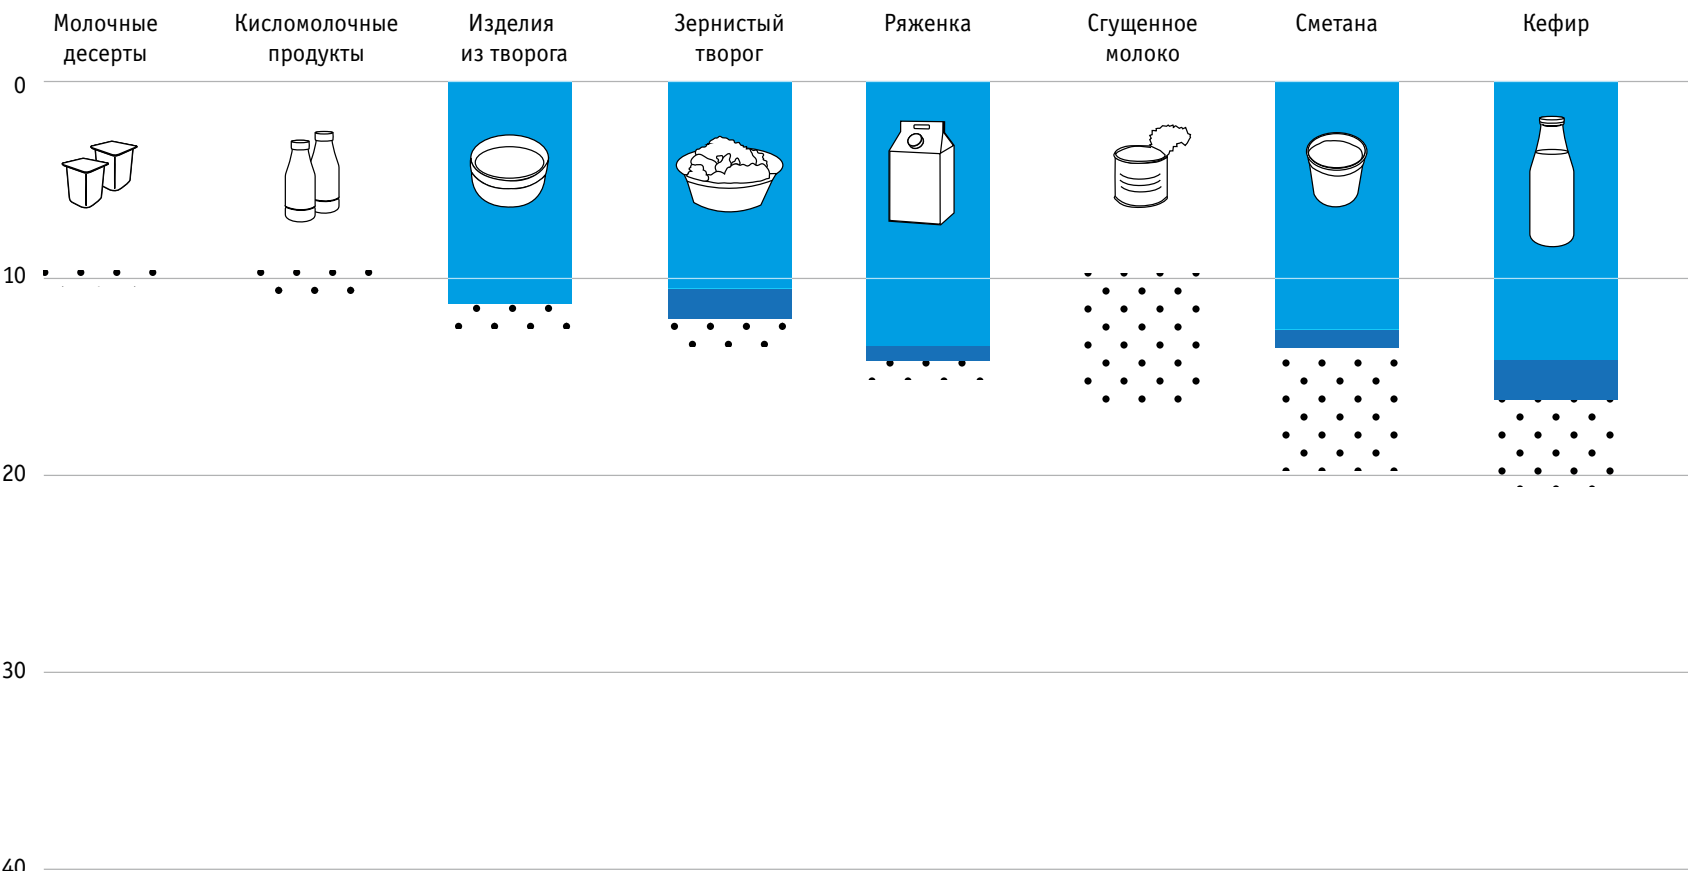 Молочные
десерты
Кисломолочные
продукты
Изделия
из творога
Зернистый
творог
Ряженка
Сгущенное
молоко
Сметана
Кефир
0
10
20
30
40